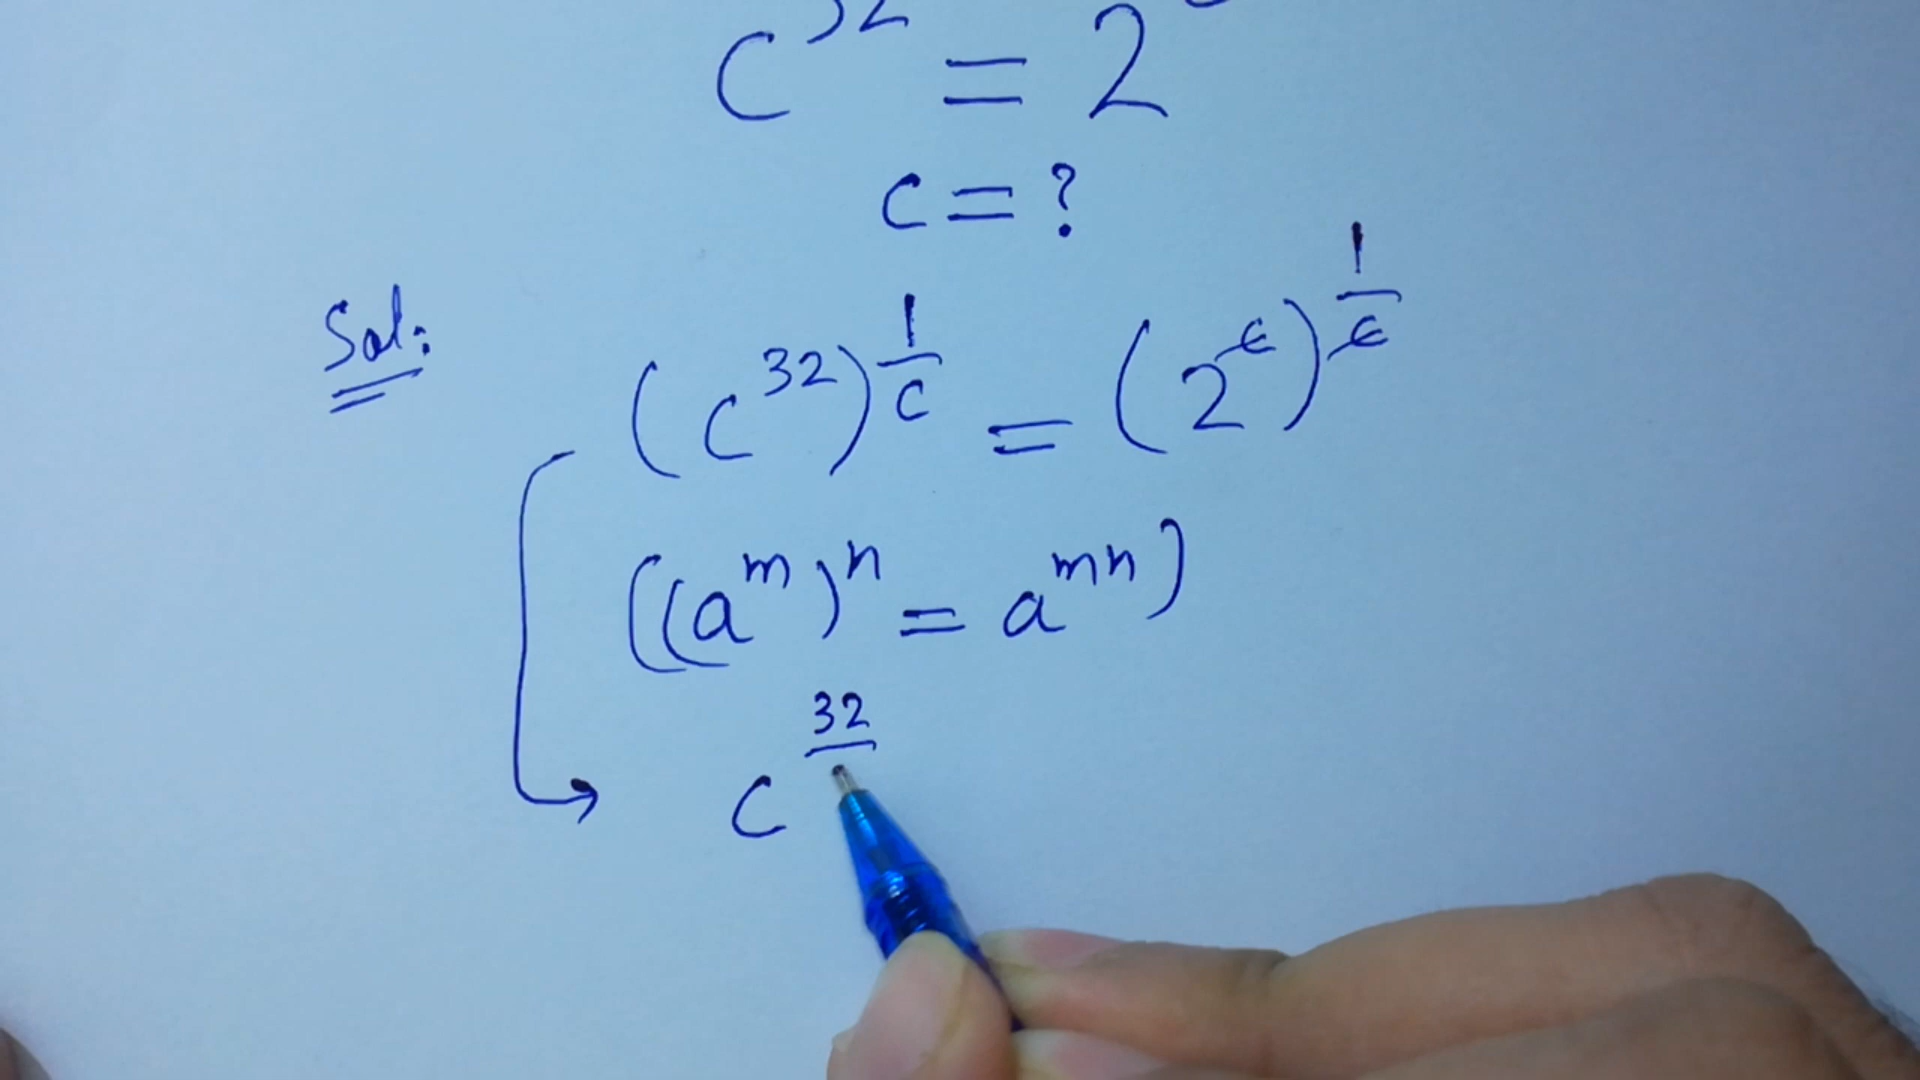 c^32 = 2^c
c = ?
Sol:
(c^32)^(1/c) = (2^c)^(1/c)
((a^m)^n = a^mn)
c^(32/